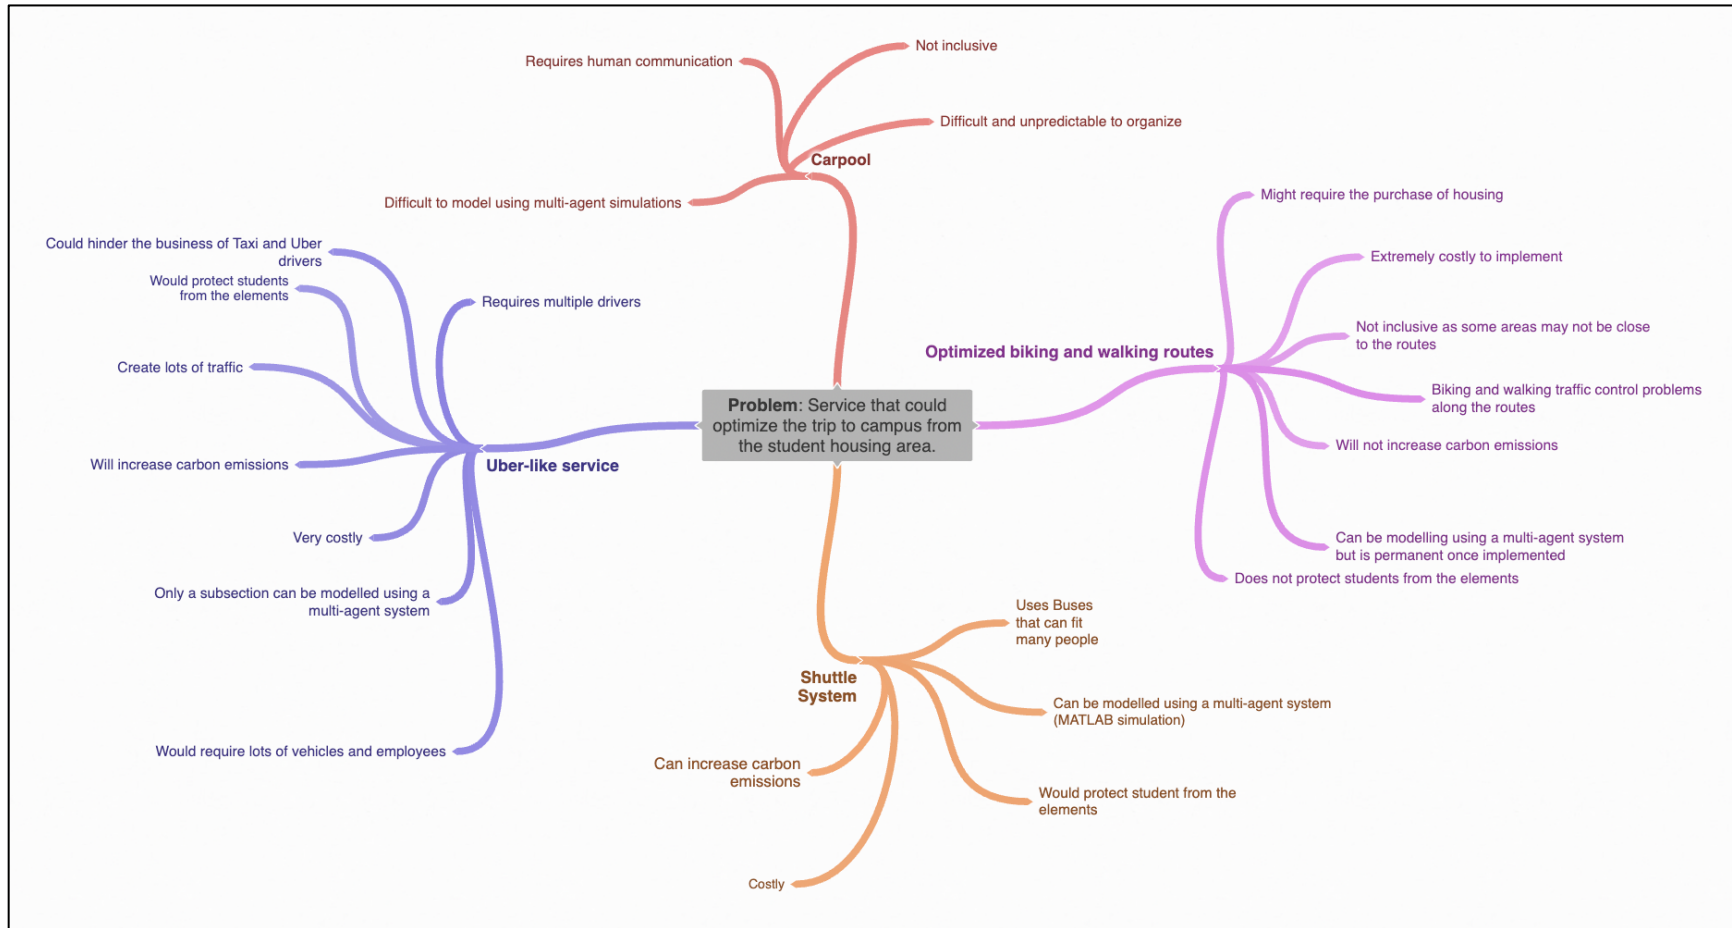 Requires human communication
Not inclusive
Difficult and unpredictable to organize
Carpool
Difficult to model using multi-agent simulations
Could hinder the business of Taxi and Uber
drivers
Would protect students
from the elements
Requires multiple drivers
Create lots of traffic
Will increase carbon emissions
Uber-like service
Very costly
Only a subsection can be modelled using a
multi-agent system
Would require lots of vehicles and employees
Problem: Service that could
optimize the trip to campus from
the student housing area.
Might require the purchase of housing
Extremely costly to implement
Not inclusive as some areas may not be close
to the routes
Optimized biking and walking routes
Biking and walking traffic control problems
along the routes
Will not increase carbon emissions
Can be modelling using a multi-agent system
but is permanent once implemented
Does not protect students from the elements
Uses Buses
that can fit
many people
Shuttle
System
Can be modelled using a multi-agent system
(MATLAB simulation)
Can increase carbon
emissions
Would protect student from the
elements
Costly